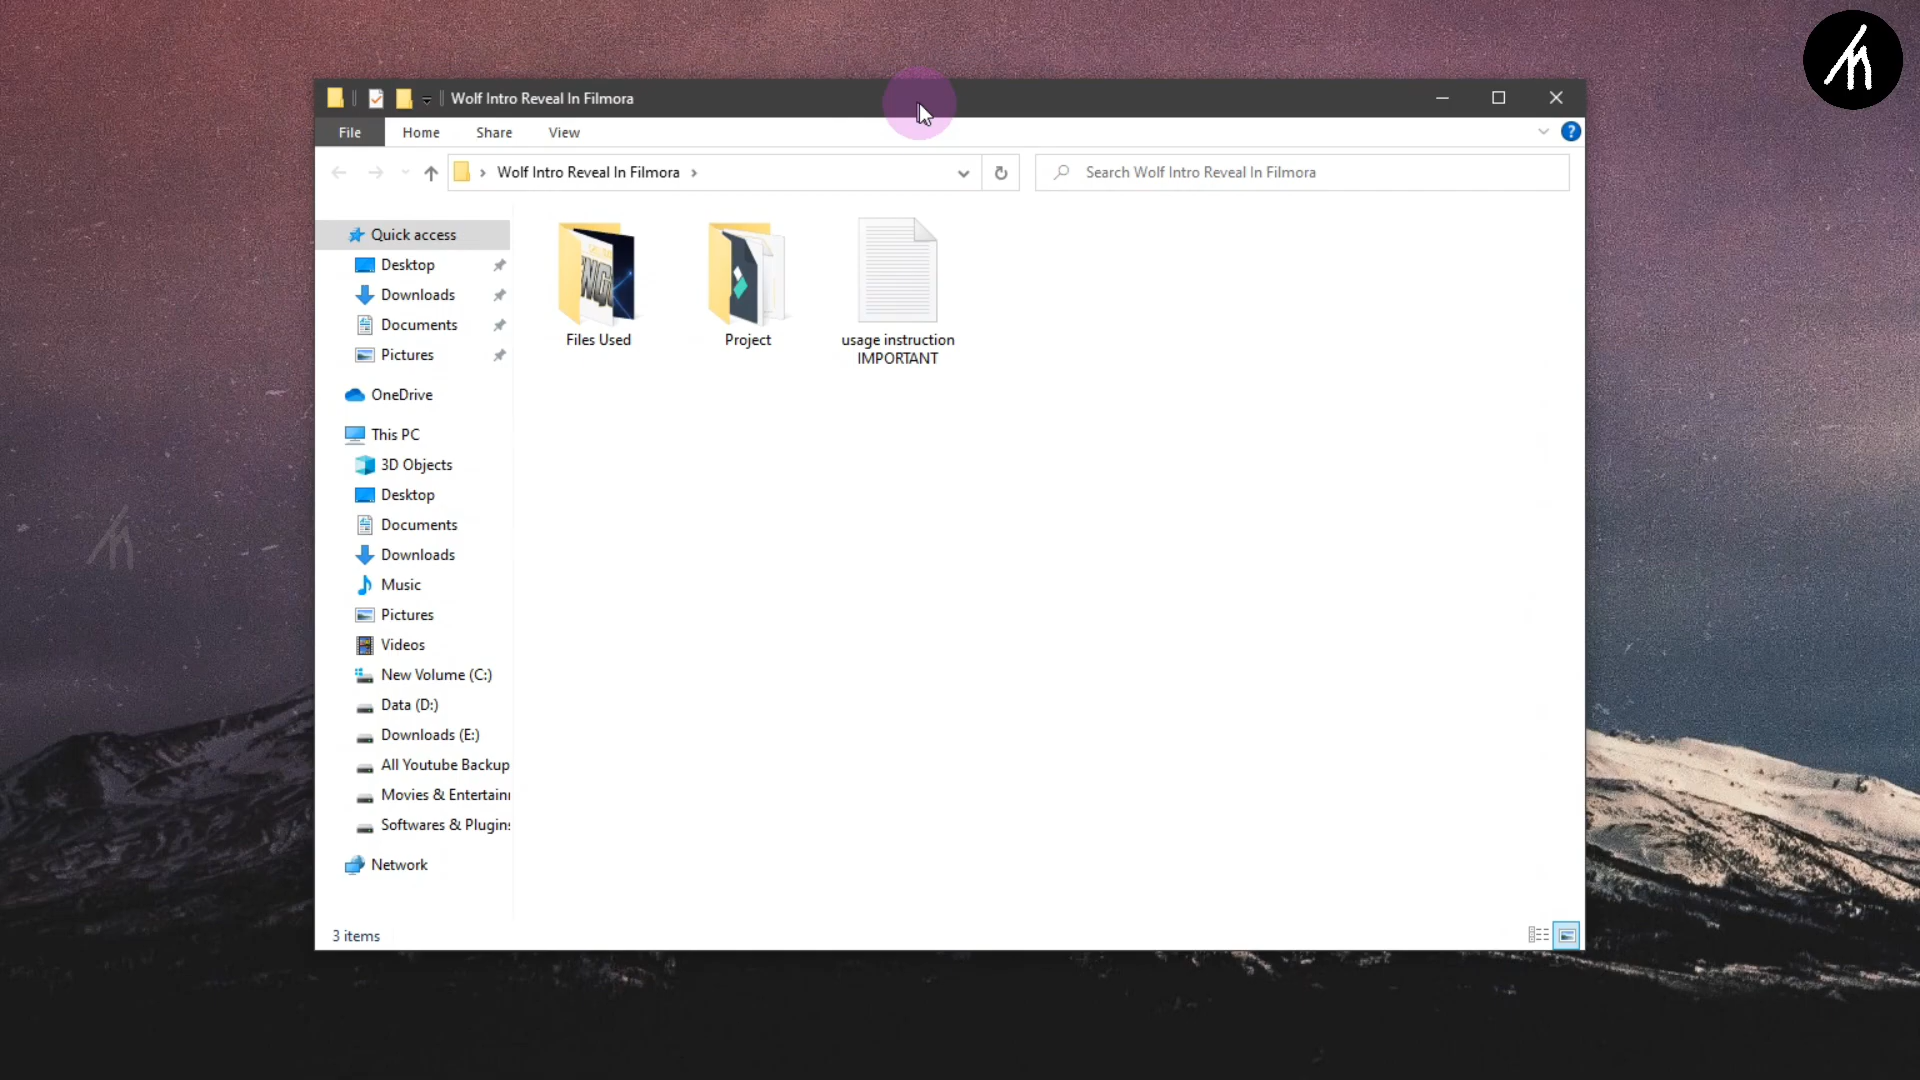 Wolf Intro Reveal In Filmora
File Home Share View
Wolf Intro Reveal In Filmora
Search Wolf Intro Reveal In Filmora
Quick access
Desktop
Downloads
Documents
Pictures
OneDrive
This PC
3D Objects
Desktop
Documents
Downloads
Music
Pictures
Videos
New Volume (C:)
Data (D:)
Downloads (E:)
All Youtube Backup
Movies & Entertainn
Softwares & Plugins
Network
Files Used
Project
usage instruction
IMPORTANT
3 items